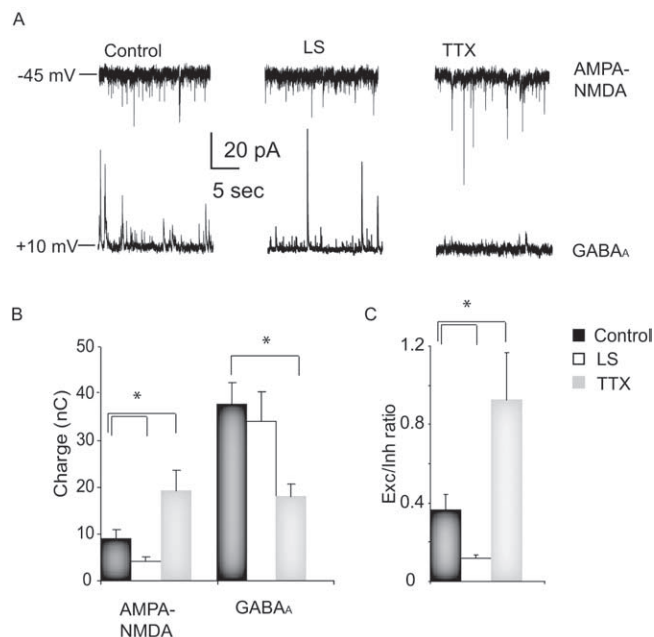 A
Control
LS
TTX
-45 mV
AMPA-
NMDA
20 pA
5 sec
+10 mV
GABAA
B
C
*
*
*
Control
LS
TTX
Charge (nC)
50
40
30
20
10
0
AMPA-
NMDA
GABAA
Exc/Inh ratio
1.2
0.8
0.4
0